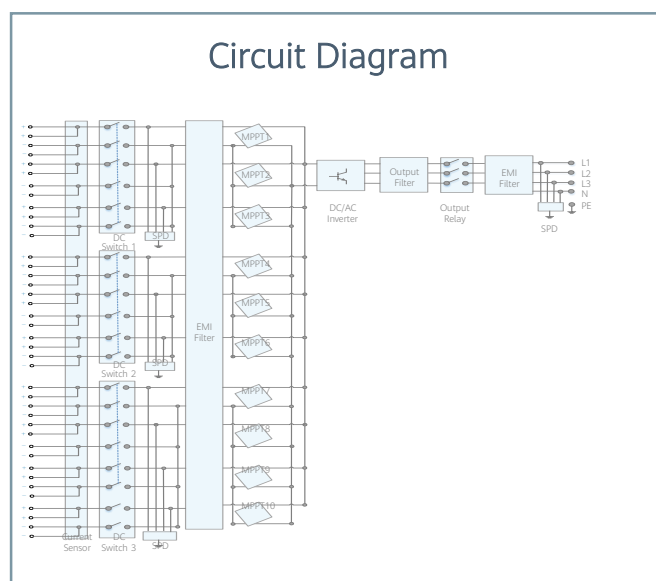 Circuit Diagram
MPPT1
MPPT2
MPPT3
MPPT4
MPPT5
MPPT6
MPPT7
MPPT8
MPPT9
MPPT10
DC
Switch 1
SPD
DC
Switch 2
SPD
Current
Sensor
DC
Switch 3
SPD
EMI
Filter
DC/AC
Inverter
Output
Filter
Output
Relay
EMI
Filter
L1
L2
L3
N
PE
SPD